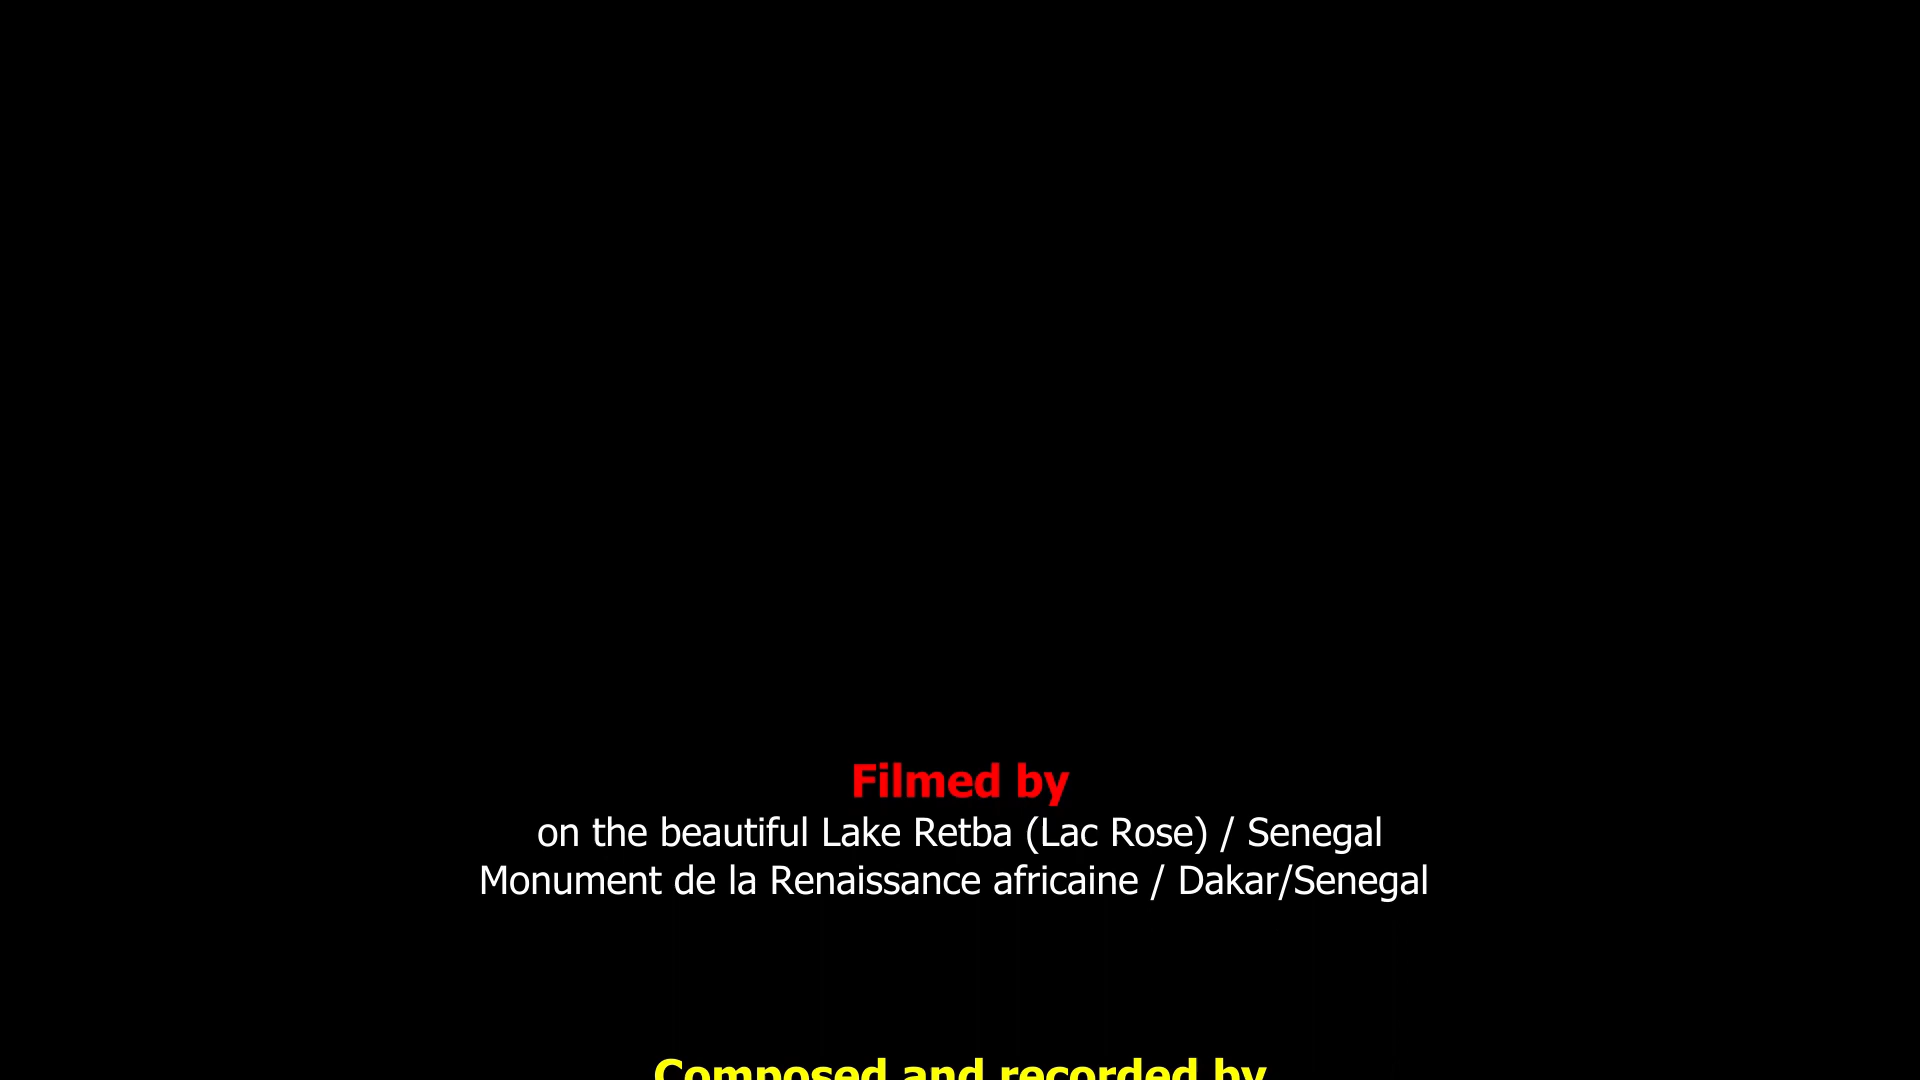 Filmed by
on the beautiful Lake Retba (Lac Rose) / Senegal
Monument de la Renaissance africaine / Dakar/Senegal
Composed and recorded by